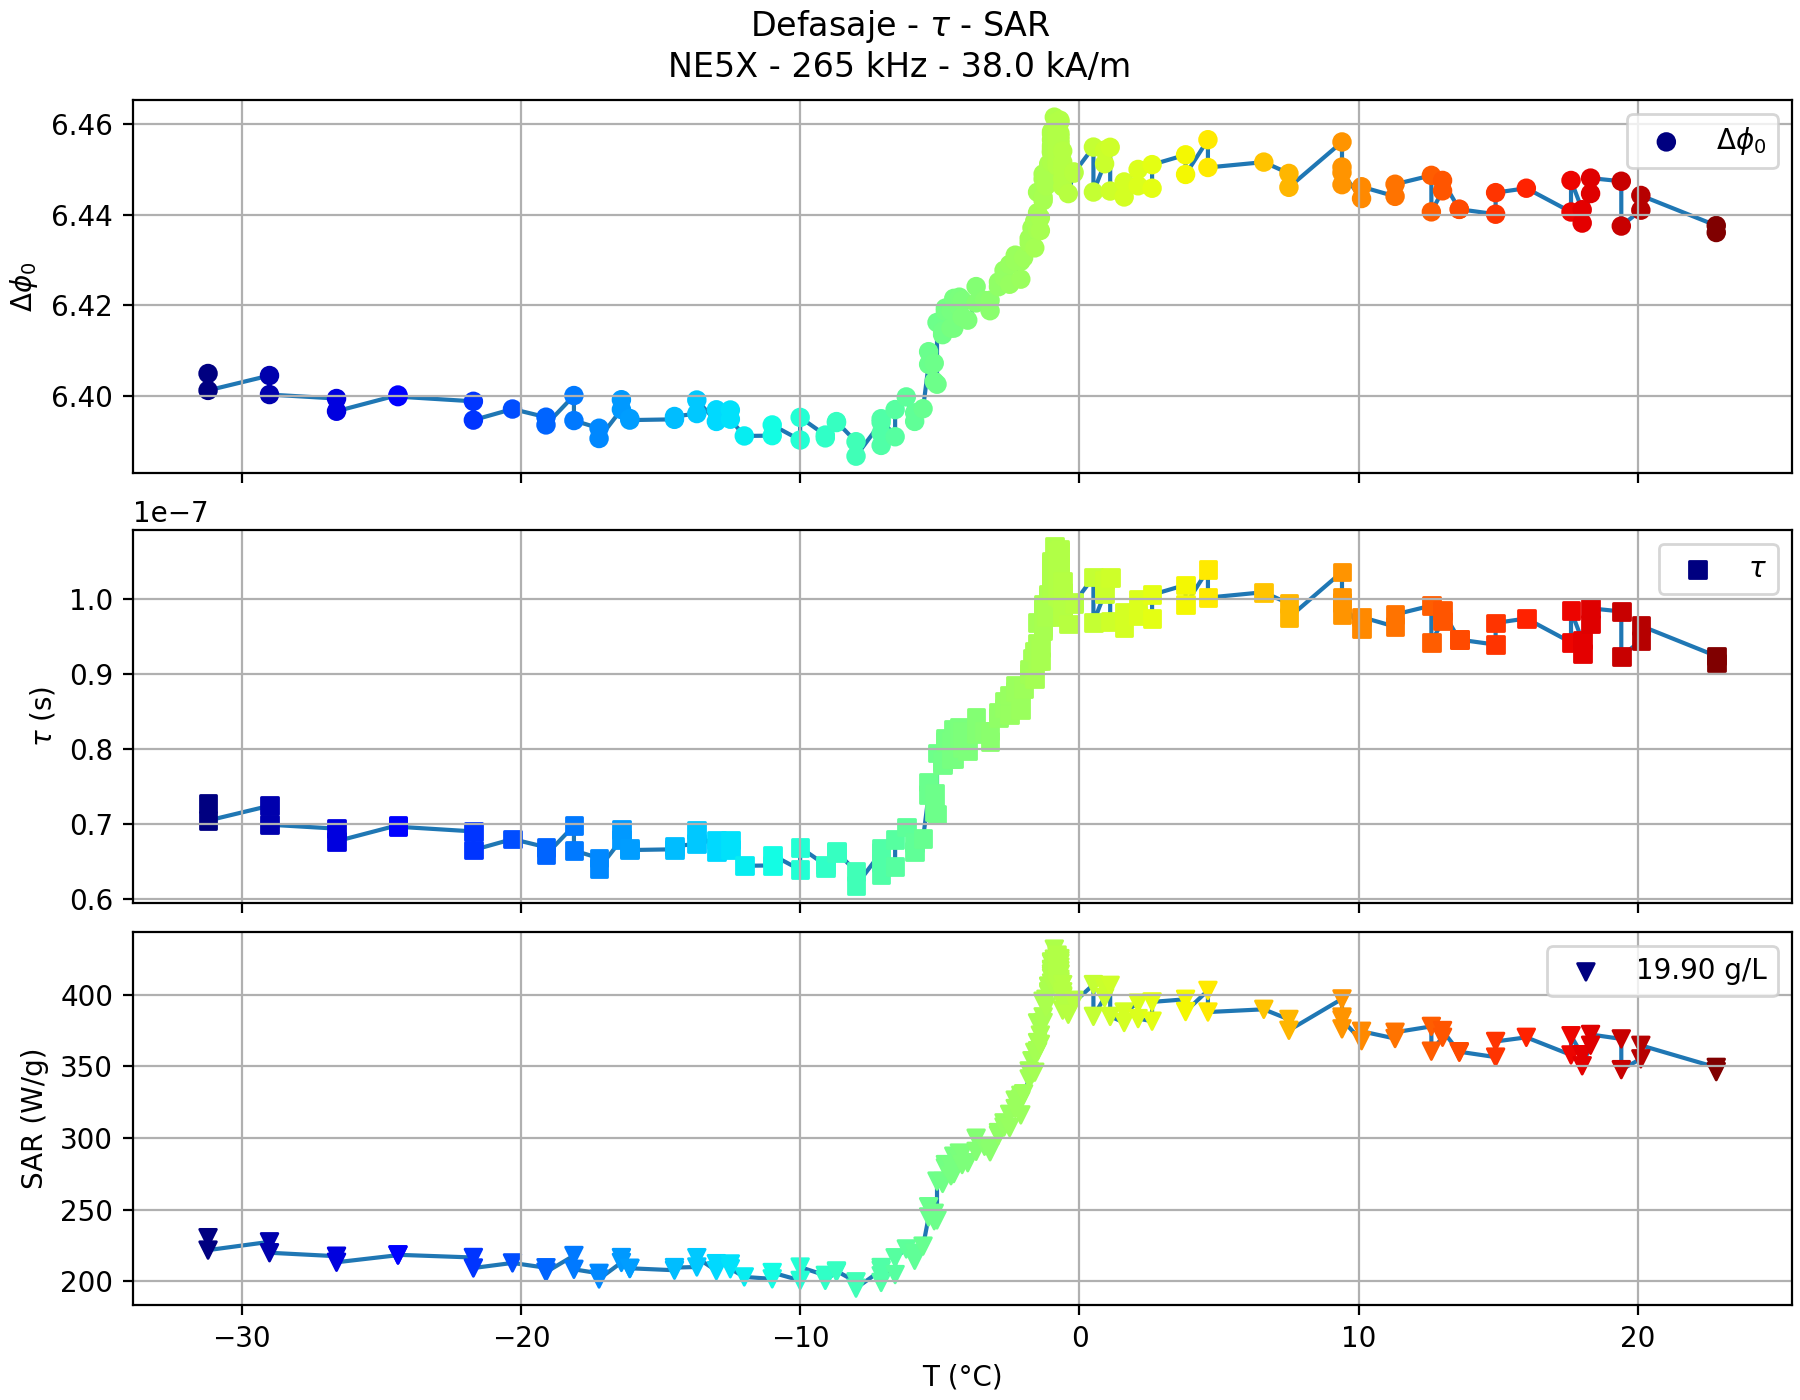 Defasaje - τ - SAR
NE5X - 265 kHz - 38.0 kA/m
6.46
6.44
6.42
6.40
Δϕ₀
Δϕ₀
1e−7
1.0
0.9
0.8
0.7
0.6
τ (s)
τ
400
350
300
250
200
SAR (W/g)
19.90 g/L
−30
−20
−10
0
10
20
T (°C)